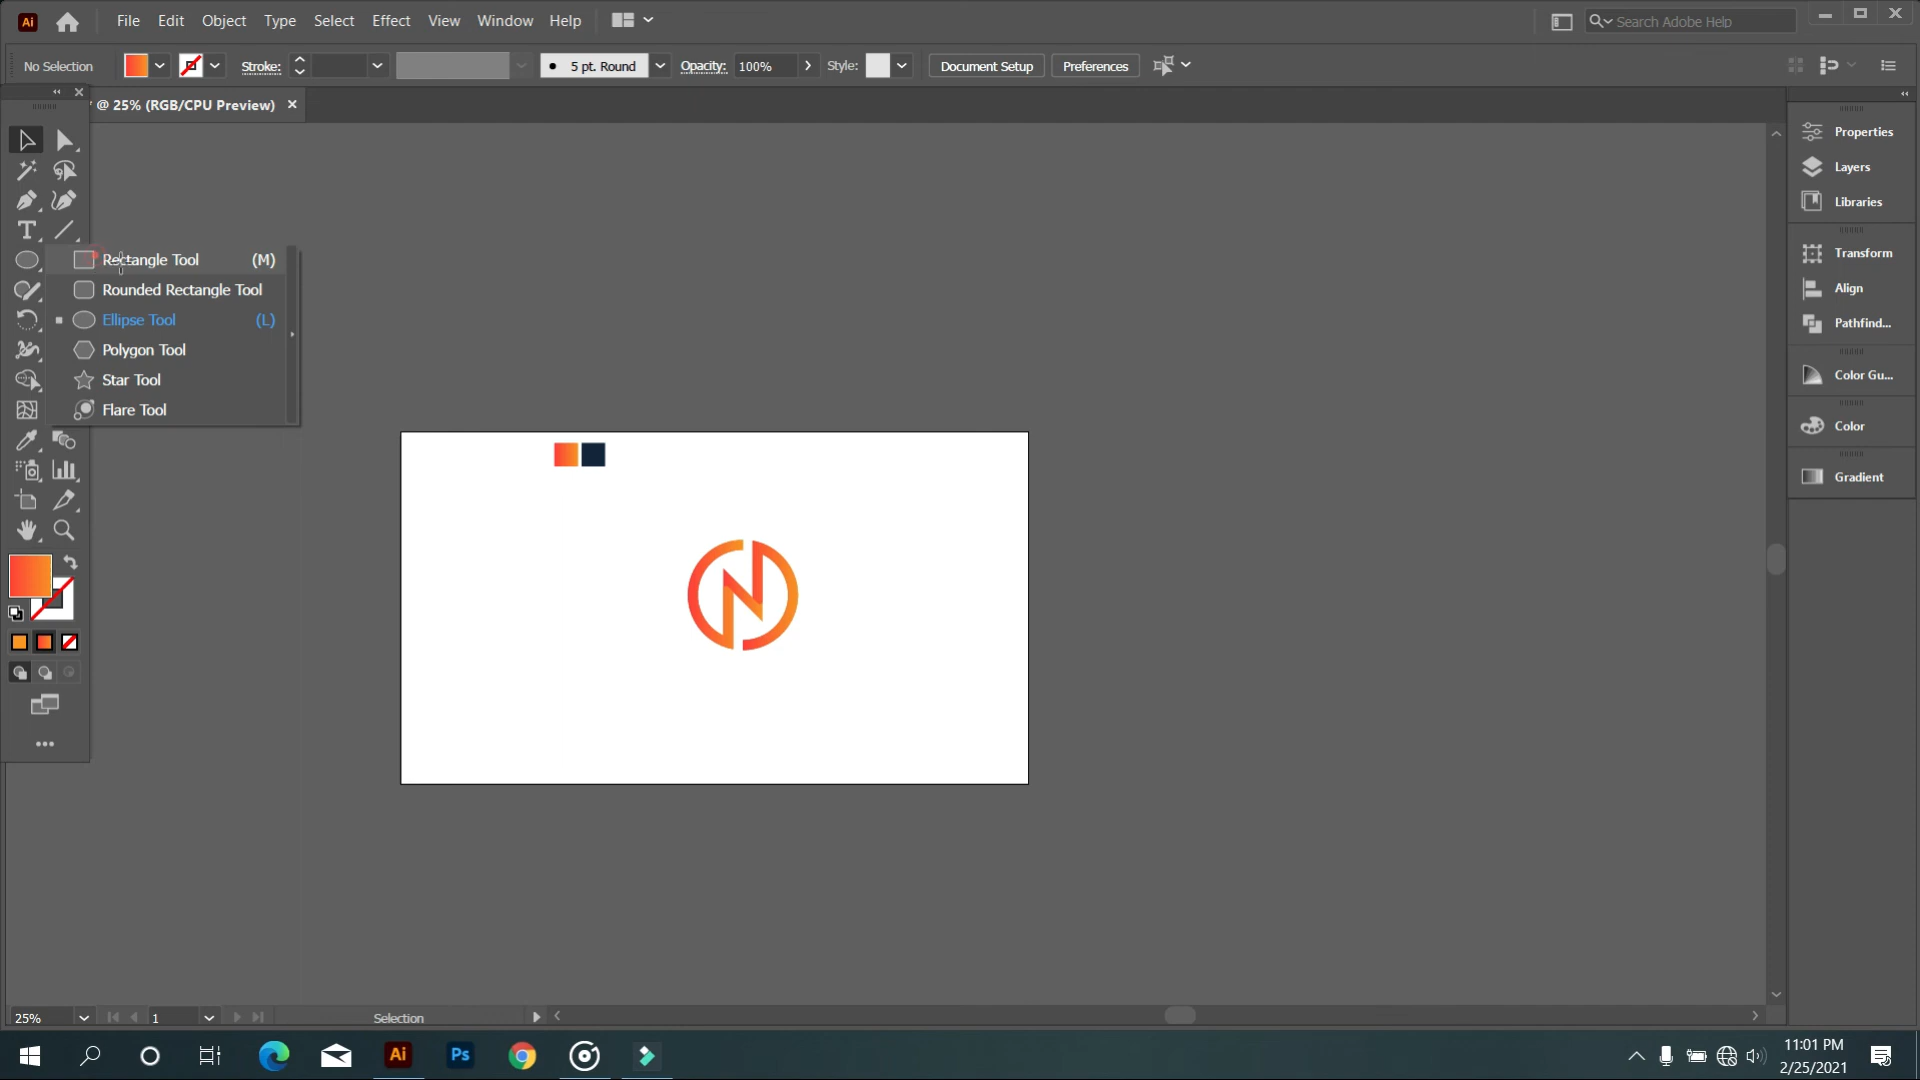 Ai File Edit Object Type Select Effect View Window Help Search Adobe Help
No Selection Stroke: 5 pt. Round Opacity: 100% Style: Document Setup Preferences
@ 25% (RGB/CPU Preview)
Rectangle Tool (M)
Rounded Rectangle Tool
Ellipse Tool (L)
Polygon Tool
Star Tool
Flare Tool
Properties
Layers
Libraries
Transform
Align
Pathfind...
Color Gu...
Color
Gradient
N
25% 1 Selection
Ai Ps
11:01 PM
2/25/2021